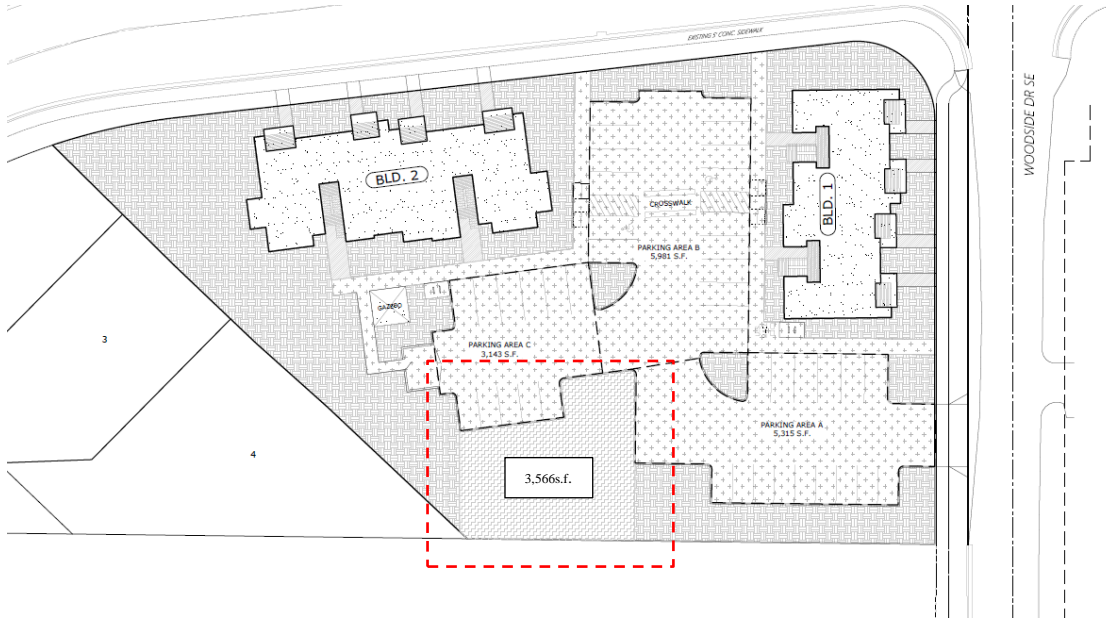 EXISTING 5' CONC. SIDEWALK
WOODSIDE DR SE
BLD. 2
BLD. 1
CROSSWALK
PARKING AREA B
5,981 S.F.
GAZEBO
PARKING AREA C
3,143 S.F.
3
PARKING AREA A
5,315 S.F.
4
3,566s.f.